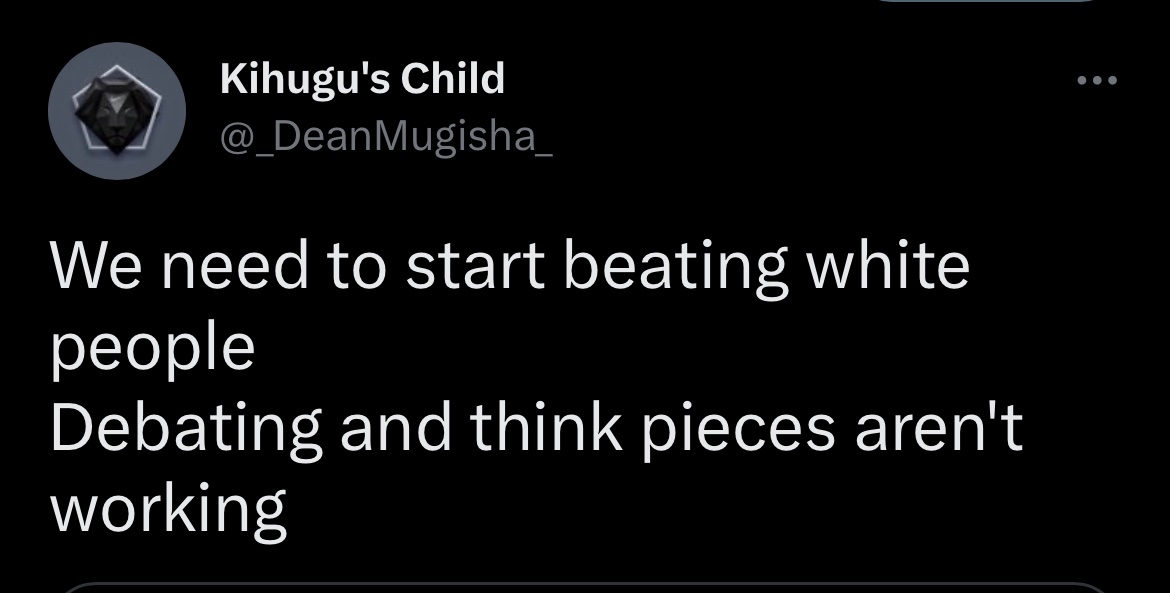 Kihugu's Child
@_DeanMugisha_
We need to start beating white
people
Debating and think pieces aren't
working